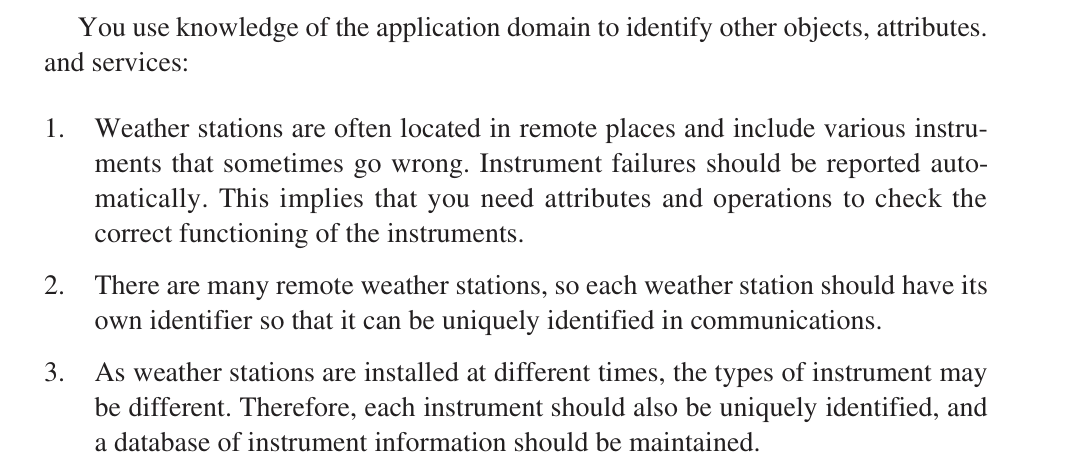 You use knowledge of the application domain to identify other objects, attributes.
and services:
1. Weather stations are often located in remote places and include various instru-
ments that sometimes go wrong. Instrument failures should be reported auto-
matically. This implies that you need attributes and operations to check the
correct functioning of the instruments.
2. There are many remote weather stations, so each weather station should have its
own identifier so that it can be uniquely identified in communications.
3. As weather stations are installed at different times, the types of instrument may
be different. Therefore, each instrument should also be uniquely identified, and
a database of instrument information should be maintained.